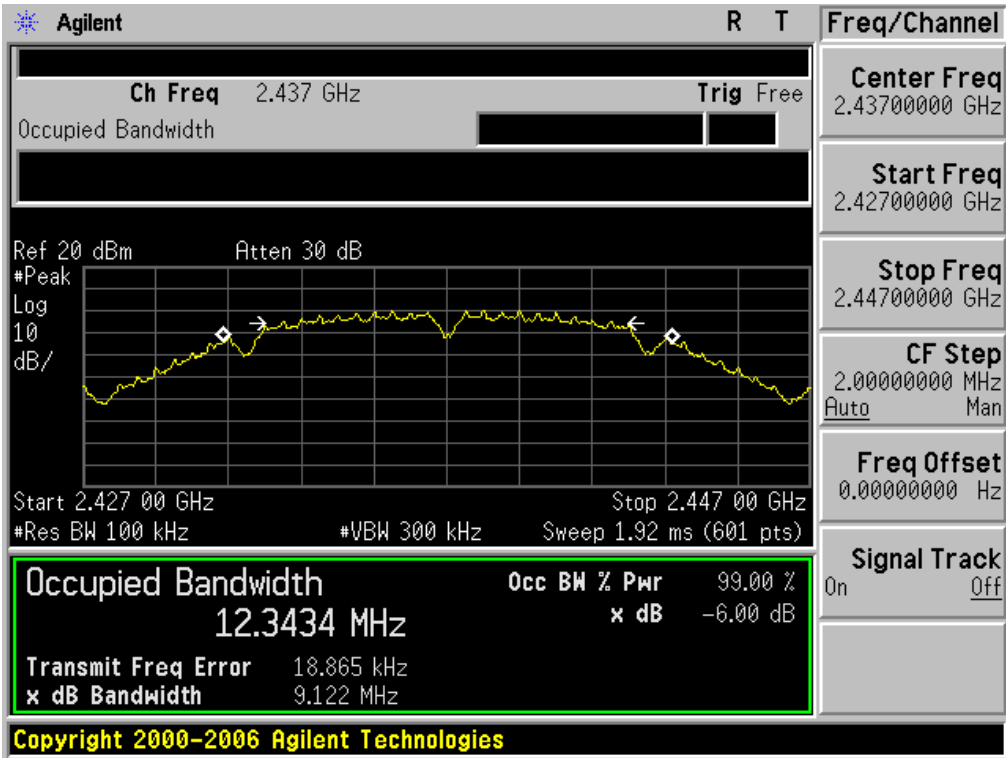 Agilent R T
Ch Freq 2.437 GHz Trig Free
Occupied Bandwidth
Ref 20 dBm Atten 30 dB
#Peak
Log
10
dB/
Start 2.427 00 GHz Stop 2.447 00 GHz
#Res BW 100 kHz #VBW 300 kHz Sweep 1.92 ms (601 pts)
Occupied Bandwidth Occ BW % Pwr 99.00 %
12.3434 MHz x dB -6.00 dB
Transmit Freq Error 18.865 kHz
x dB Bandwidth 9.122 MHz
Copyright 2000-2006 Agilent Technologies
Freq/Channel
Center Freq
2.43700000 GHz
Start Freq
2.42700000 GHz
Stop Freq
2.44700000 GHz
CF Step
2.00000000 MHz
Auto Man
Freq Offset
0.00000000 Hz
Signal Track
On Off